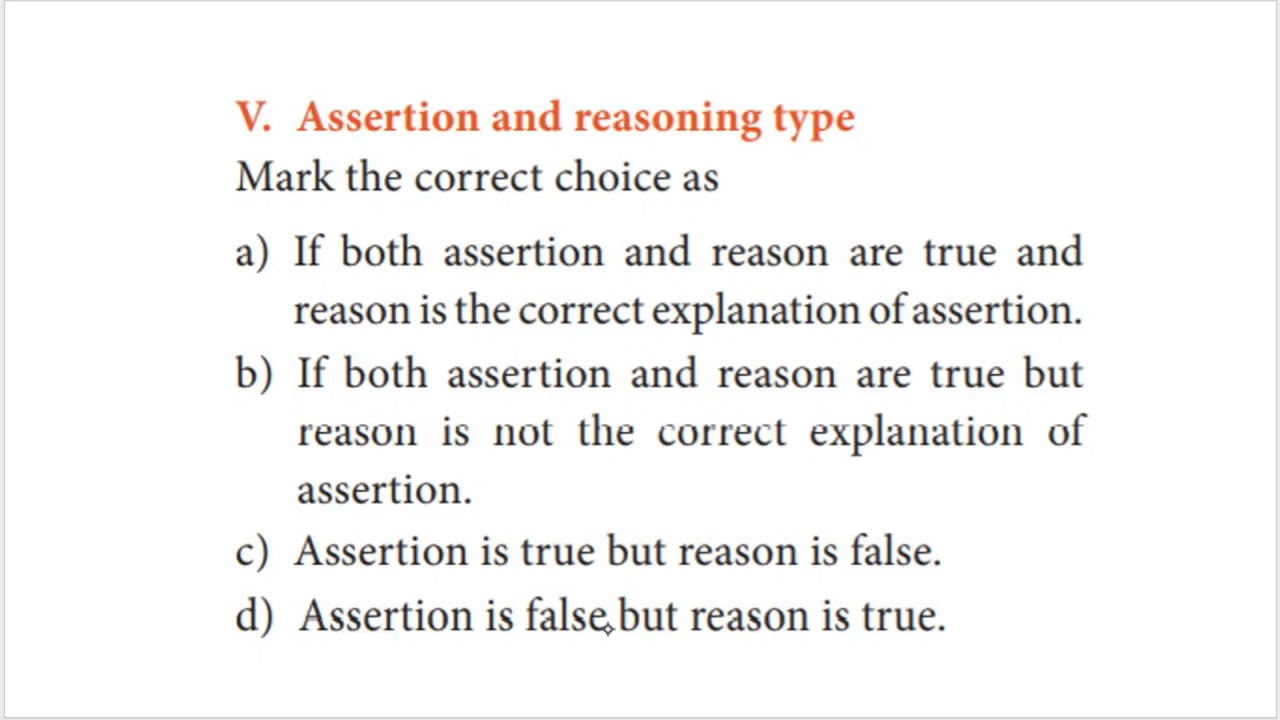 V. Assertion and reasoning type
Mark the correct choice as
a) If both assertion and reason are true and
reason is the correct explanation of assertion.
b) If both assertion and reason are true but
reason is not the correct explanation of
assertion.
c) Assertion is true but reason is false.
d) Assertion is false but reason is true.